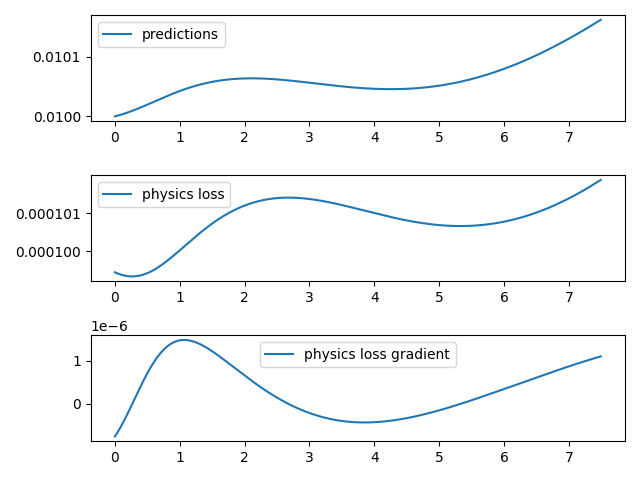 predictions
0.0101
0.0100
0 1 2 3 4 5 6 7
physics loss
0.000101
0.000100
0 1 2 3 4 5 6 7
1e−6
physics loss gradient
1
0
0 1 2 3 4 5 6 7